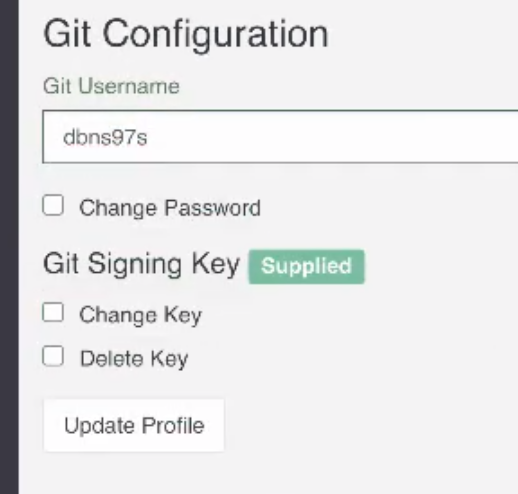 Git Configuration
Git Username
dbns97s
Change Password
Git Signing Key Supplied
Change Key
Delete Key
Update Profile